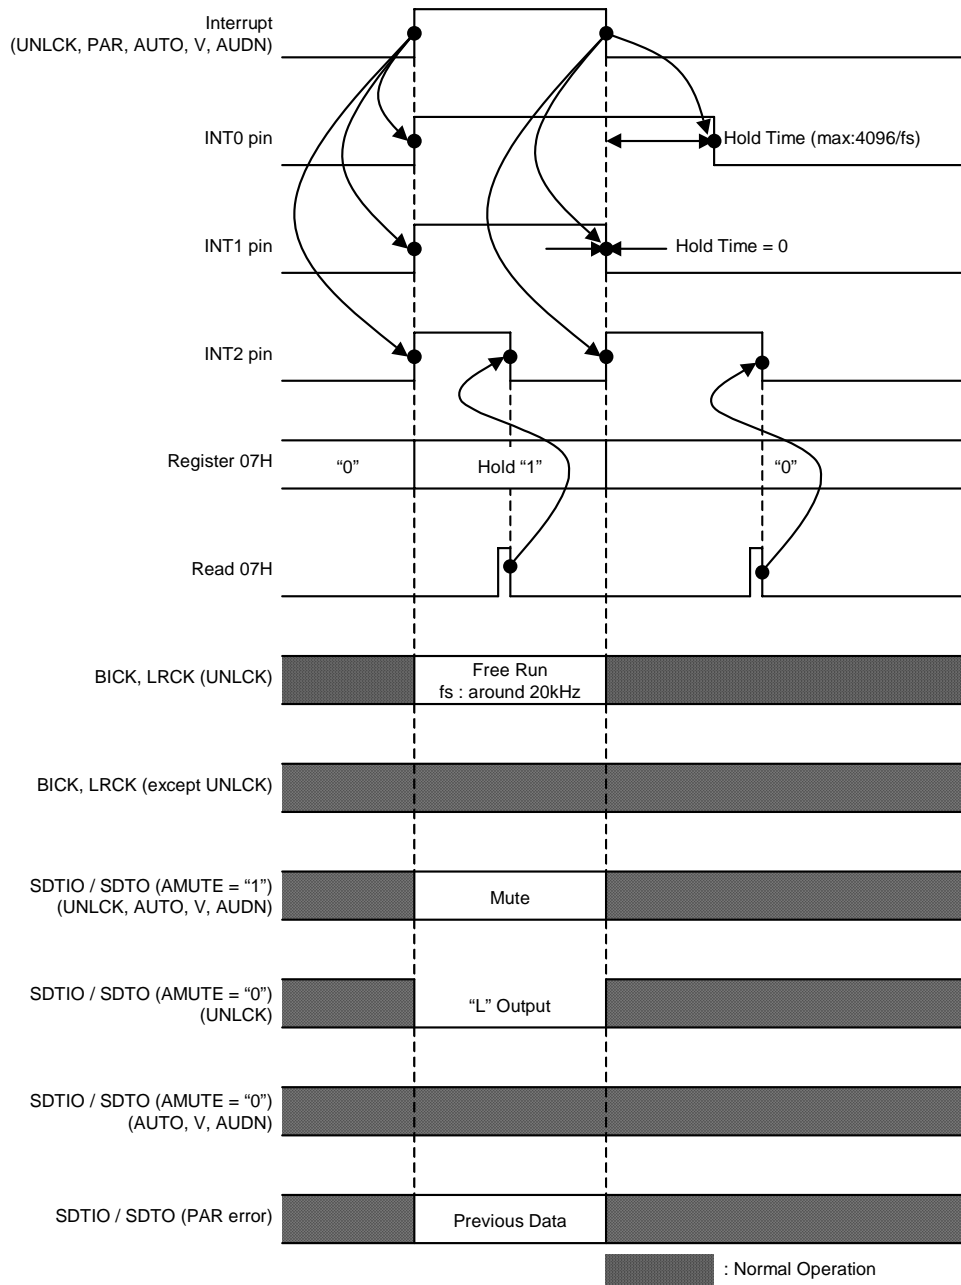 Interrupt
(UNLCK, PAR, AUTO, V, AUDN)
INT0 pin
Hold Time (max:4096/fs)
INT1 pin
Hold Time = 0
INT2 pin
Register 07H
“0”
Hold “1”
“0”
Read 07H
BICK, LRCK (UNLCK)
Free Run
fs : around 20kHz
BICK, LRCK (except UNLCK)
SDTIO / SDTO (AMUTE = “1”)
(UNLCK, AUTO, V, AUDN)
Mute
SDTIO / SDTO (AMUTE = “0”)
(UNLCK)
“L” Output
SDTIO / SDTO (AMUTE = “0”)
(AUTO, V, AUDN)
SDTIO / SDTO (PAR error)
Previous Data
: Normal Operation